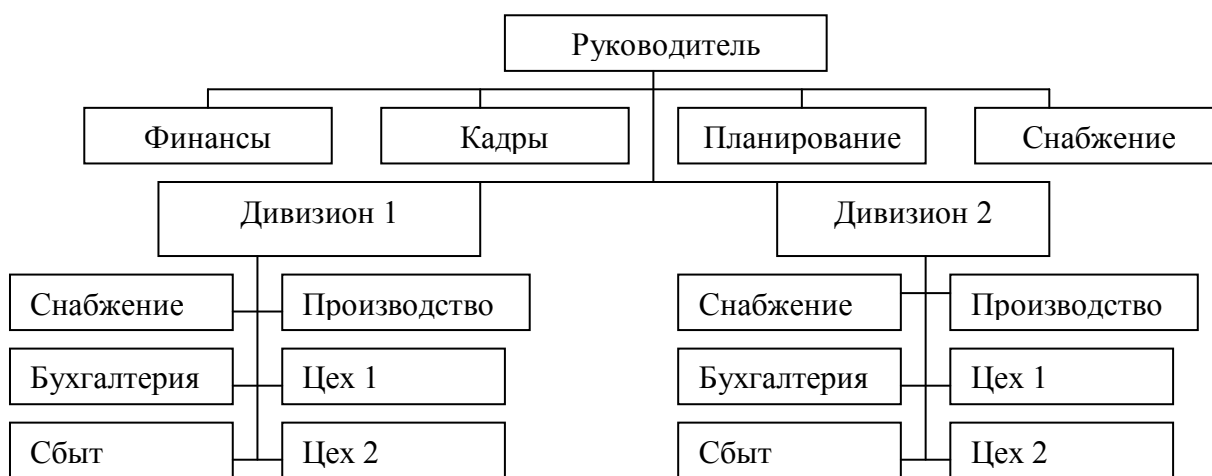 Руководитель
Финансы
Кадры
Планирование
Снабжение
Дивизион 1
Дивизион 2
Снабжение
Производство
Снабжение
Производство
Бухгалтерия
Цех 1
Бухгалтерия
Цех 1
Сбыт
Цех 2
Сбыт
Цех 2